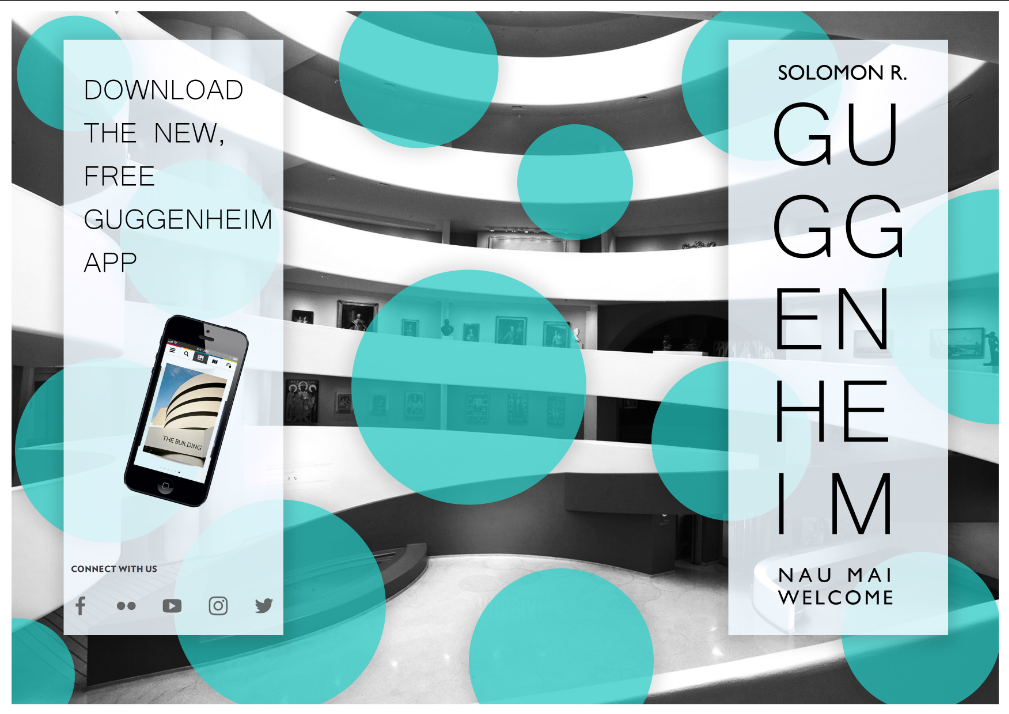 DOWNLOAD
THE NEW,
FREE
GUGGENHEIM
APP
THE BUILDING
CONNECT WITH US
SOLOMON R.
GU
GG
EN
HE
IM
NAU MAI
WELCOME